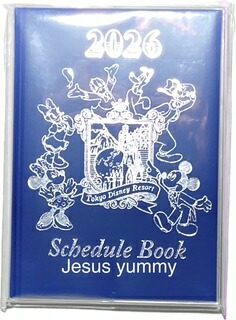 2026
Tokyo Disney Resort
Schedule Book
Jesus yummy